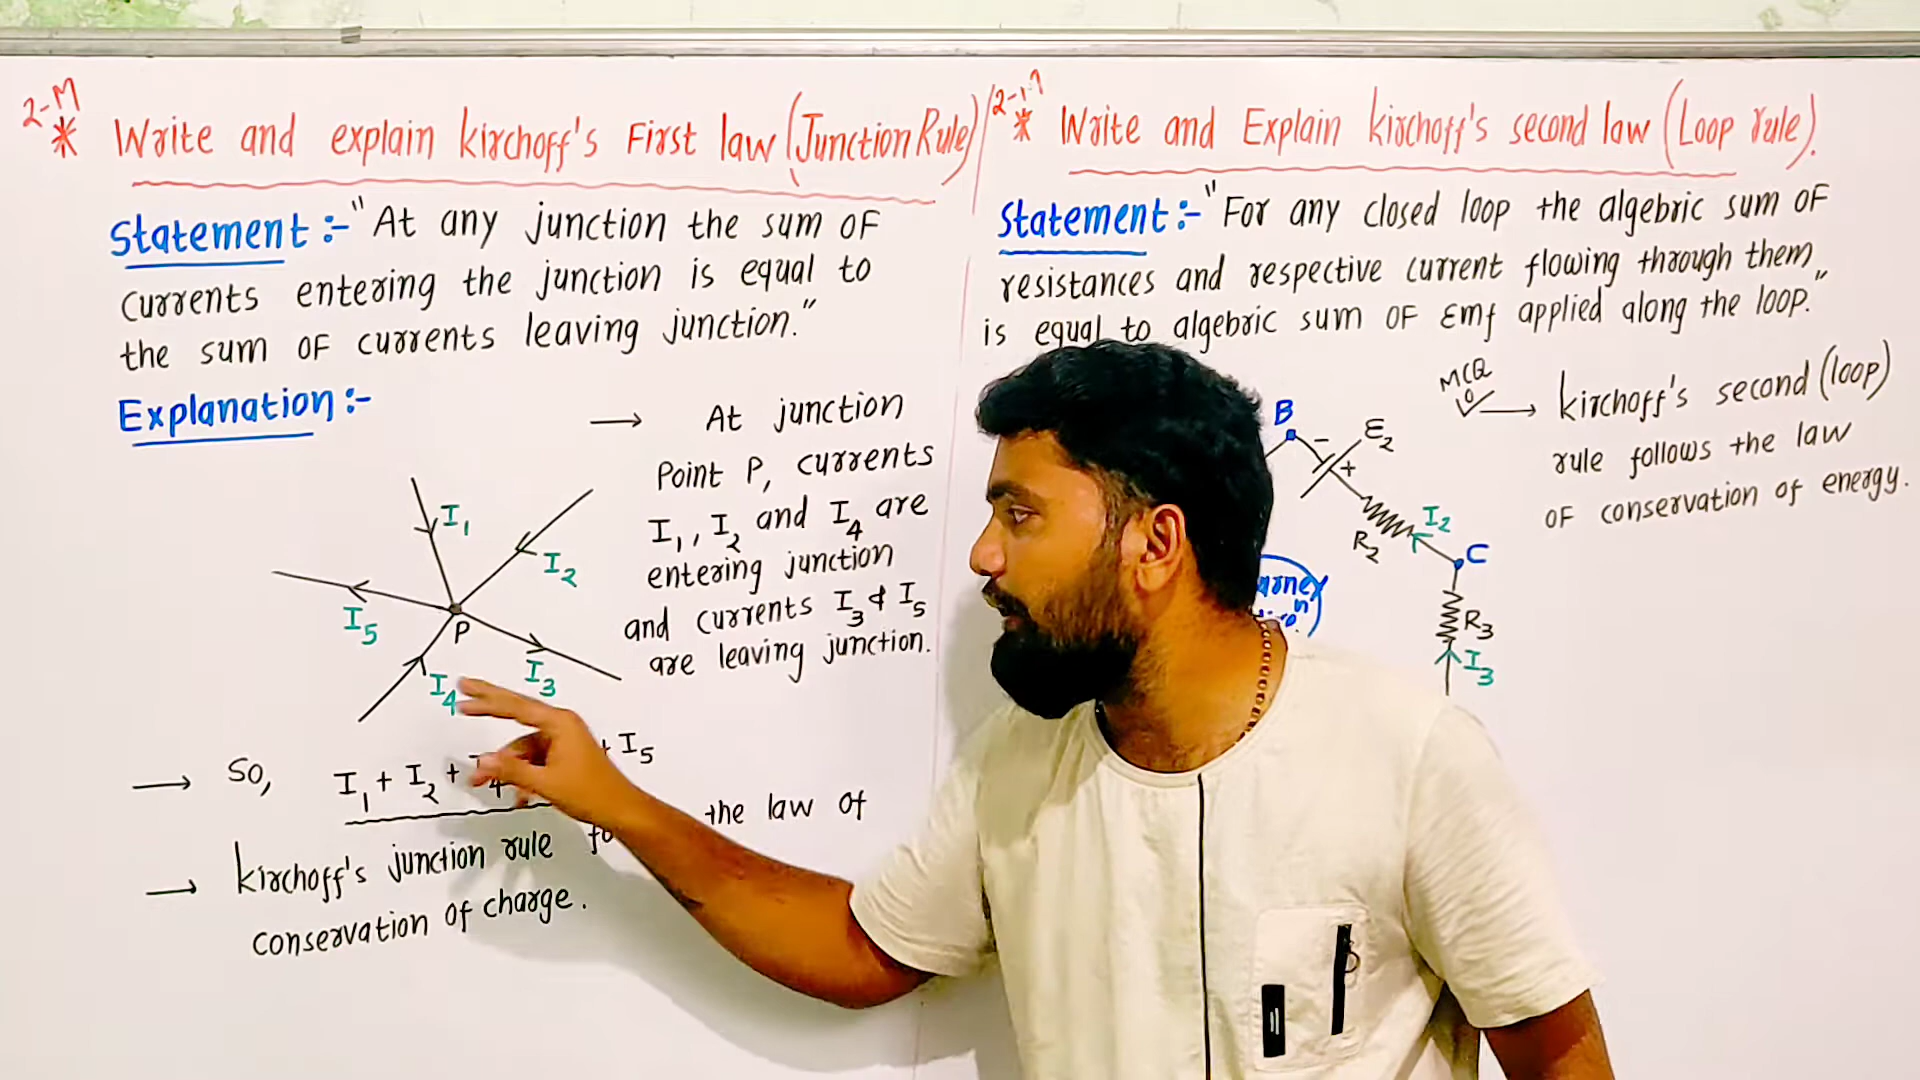 2-M
* Write and explain kirchoff's First law (Junction Rule)
Statement :- "At any junction the sum OF
currents entering the junction is equal to
the sum OF currents leaving junction."
Explanation :-
→ At junction
Point P, currents
I₁, I₂ and I₄ are
entering junction
and currents I₃ & I₅
are leaving junction.
I₁
I₂
I₅
P
I₃
I₄
→ So, I₁ + I₂ + I₄ + I₅
→ kirchoff's junction rule the law of
conservation of charge.
2-M
* Write and Explain kirchoff's second law (Loop rule).
Statement :- "For any closed loop the algebric sum OF
resistances and respective current flowing through them
is equal to algebric sum OF Emf applied along the loop."
MCQ
→ kirchoff's second (loop)
rule follows the law
OF conservation of energy.
B
- ε₂
+
R₂
I₂
C
R₃
I₃